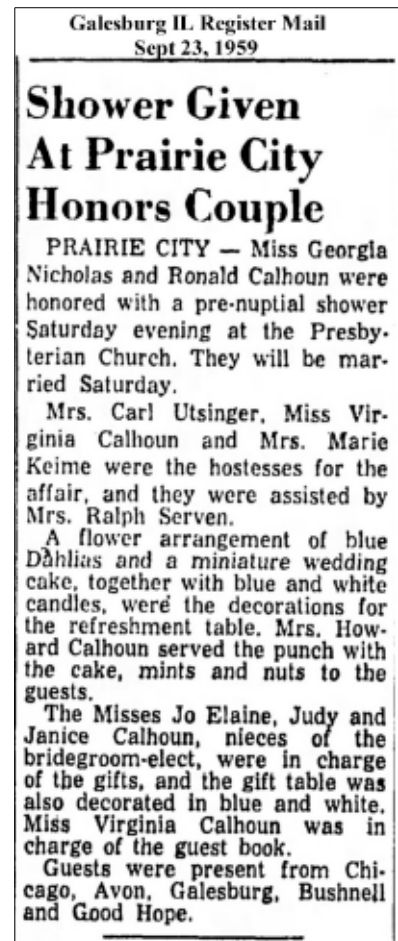 Galesburg IL Register Mail
Sept 23, 1959
Shower Given
At Prairie City
Honors Couple
PRAIRIE CITY — Miss Georgia
Nicholas and Ronald Calhoun were
honored with a pre-nuptial shower
Saturday evening at the Presby-
terian Church. They will be mar-
ried Saturday.
Mrs. Carl Utsinger, Miss Vir-
ginia Calhoun and Mrs. Marie
Keime were the hostesses for the
affair, and they were assisted by
Mrs. Ralph Serven.
A flower arrangement of blue
Dahlias and a miniature wedding
cake, together with blue and white
candles, were the decorations for
the refreshment table. Mrs. How-
ard Calhoun served the punch with
the cake, mints and nuts to the
guests.
The Misses Jo Elaine, Judy and
Janice Calhoun, nieces of the
bridegroom-elect, were in charge
of the gifts, and the gift table was
also decorated in blue and white.
Miss Virginia Calhoun was in
charge of the guest book.
Guests were present from Chi-
cago, Avon, Galesburg, Bushnell
and Good Hope.